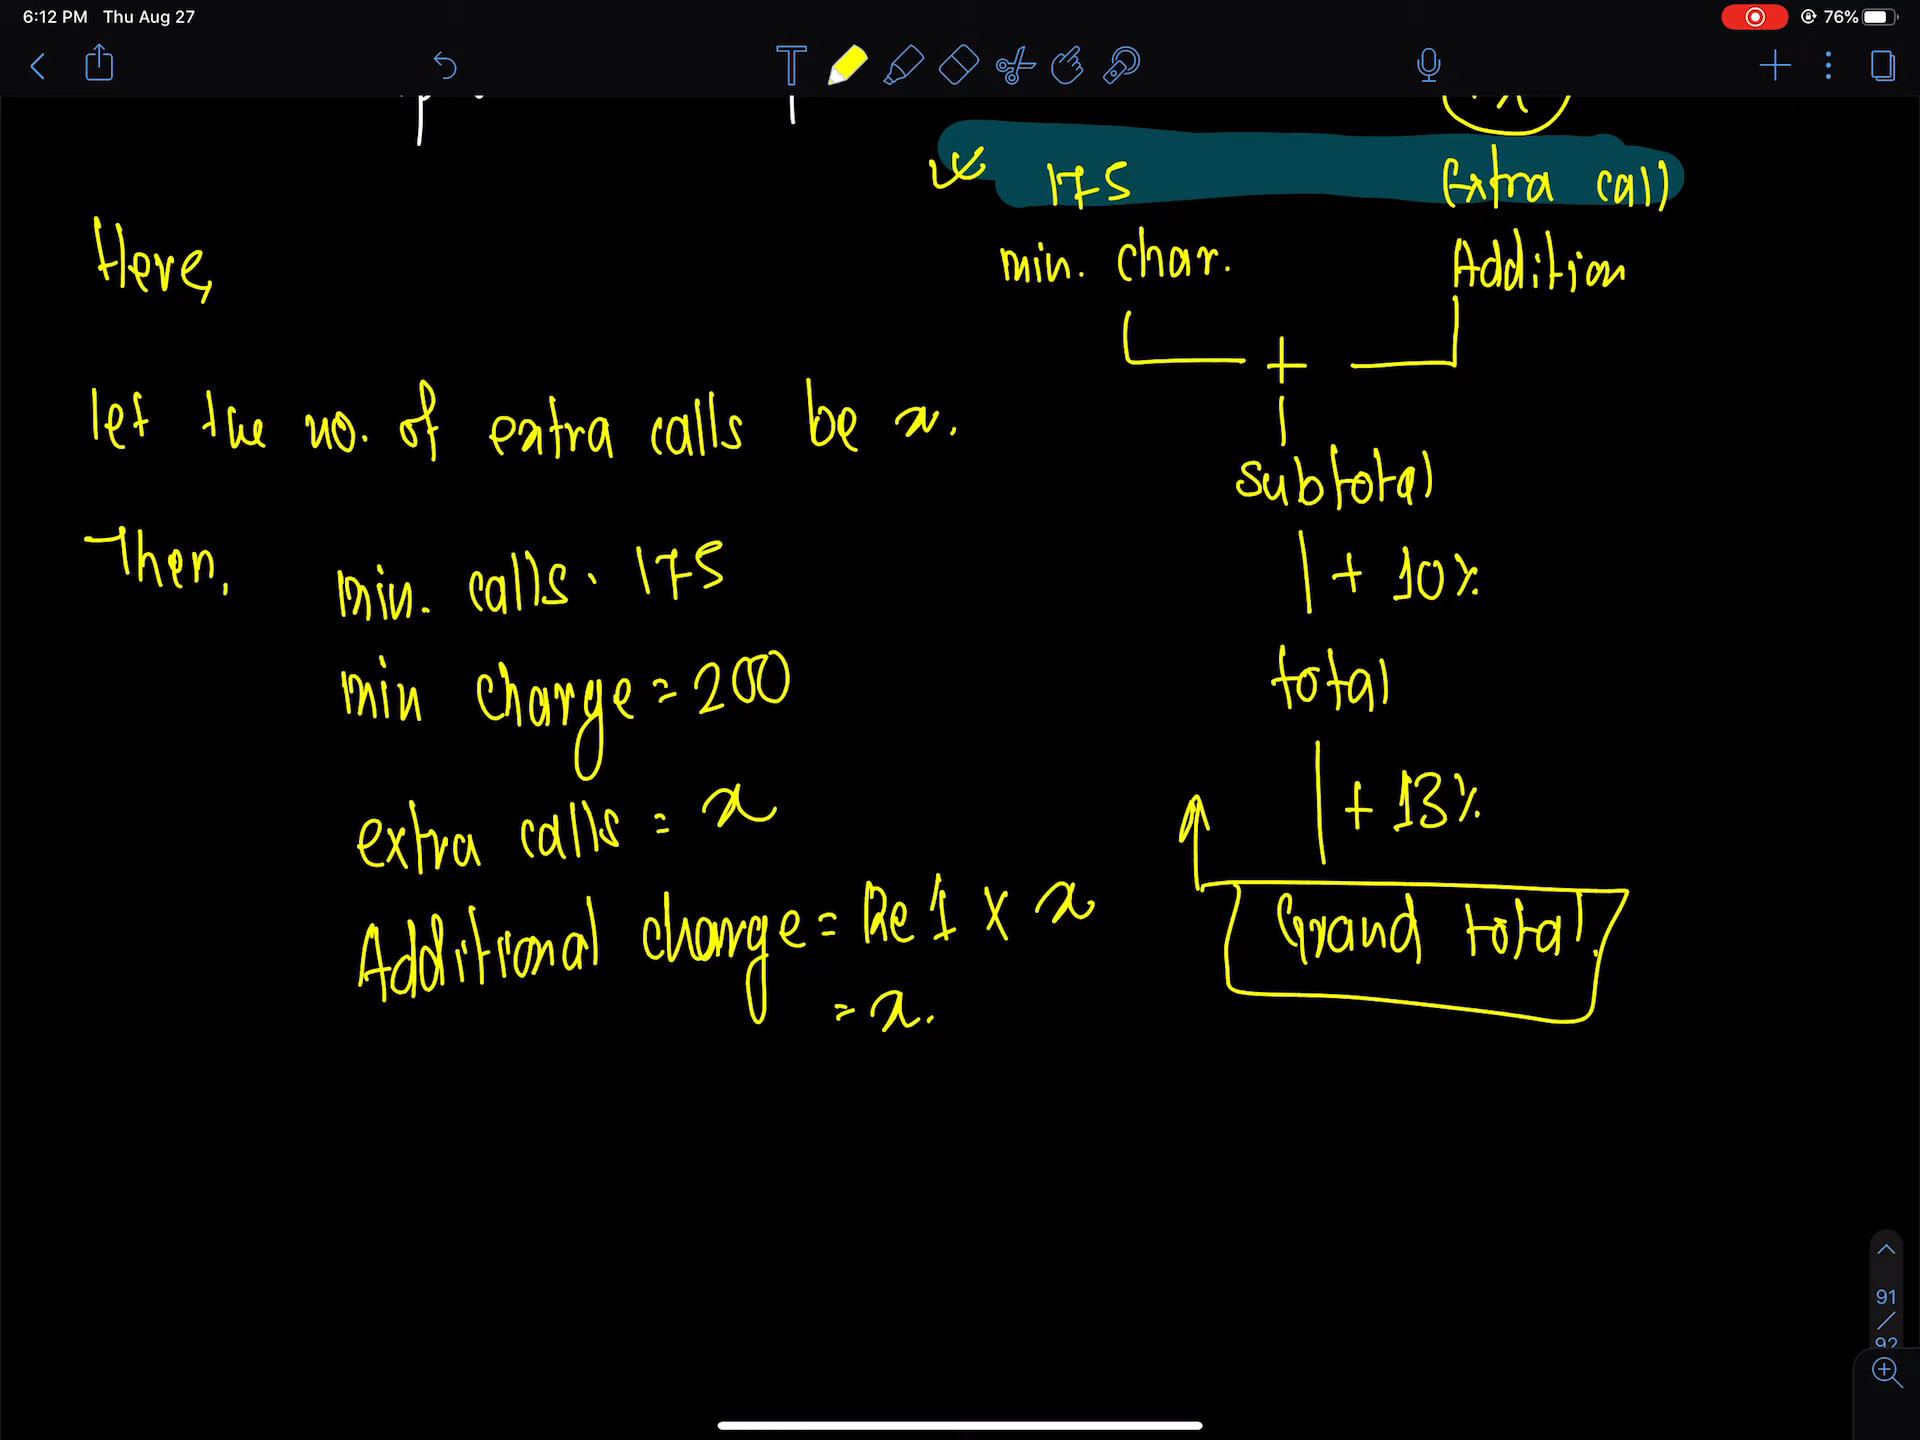 6:12 PM Thu Aug 27
76%
175 Extra call
min. char. Addition
+
Here,
let the no. of extra calls be x.
subtotal
Then,
min. calls. 175
+ 10%
min charge = 200
total
extra calls = x
+ 13%
Additional charge = Re 1 × x
= x.
Grand total.
91
/
92